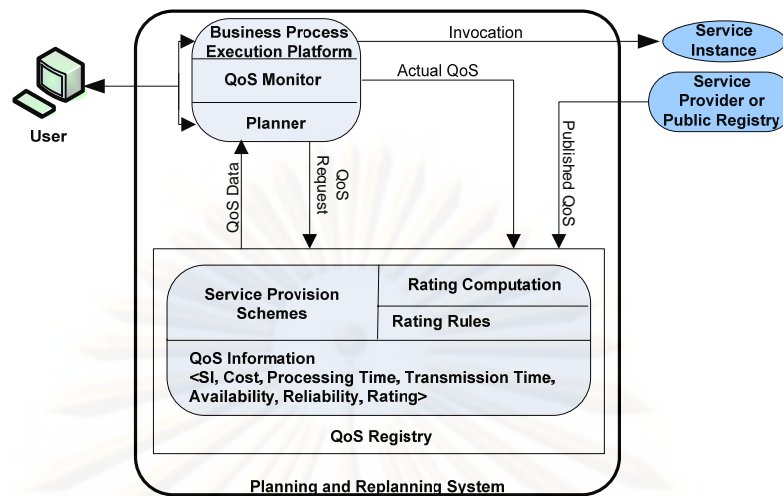 Business Process
Execution Platform
QoS Monitor
Planner
User
Invocation
Service
Instance
Actual QoS
Service
Provider or
Public Registry
QoS Data
QoS
Request
Published QoS
Service Provision
Schemes
Rating Computation
Rating Rules
QoS Information
<SI, Cost, Processing Time, Transmission Time,
Availability, Reliability, Rating>
QoS Registry
Planning and Replanning System